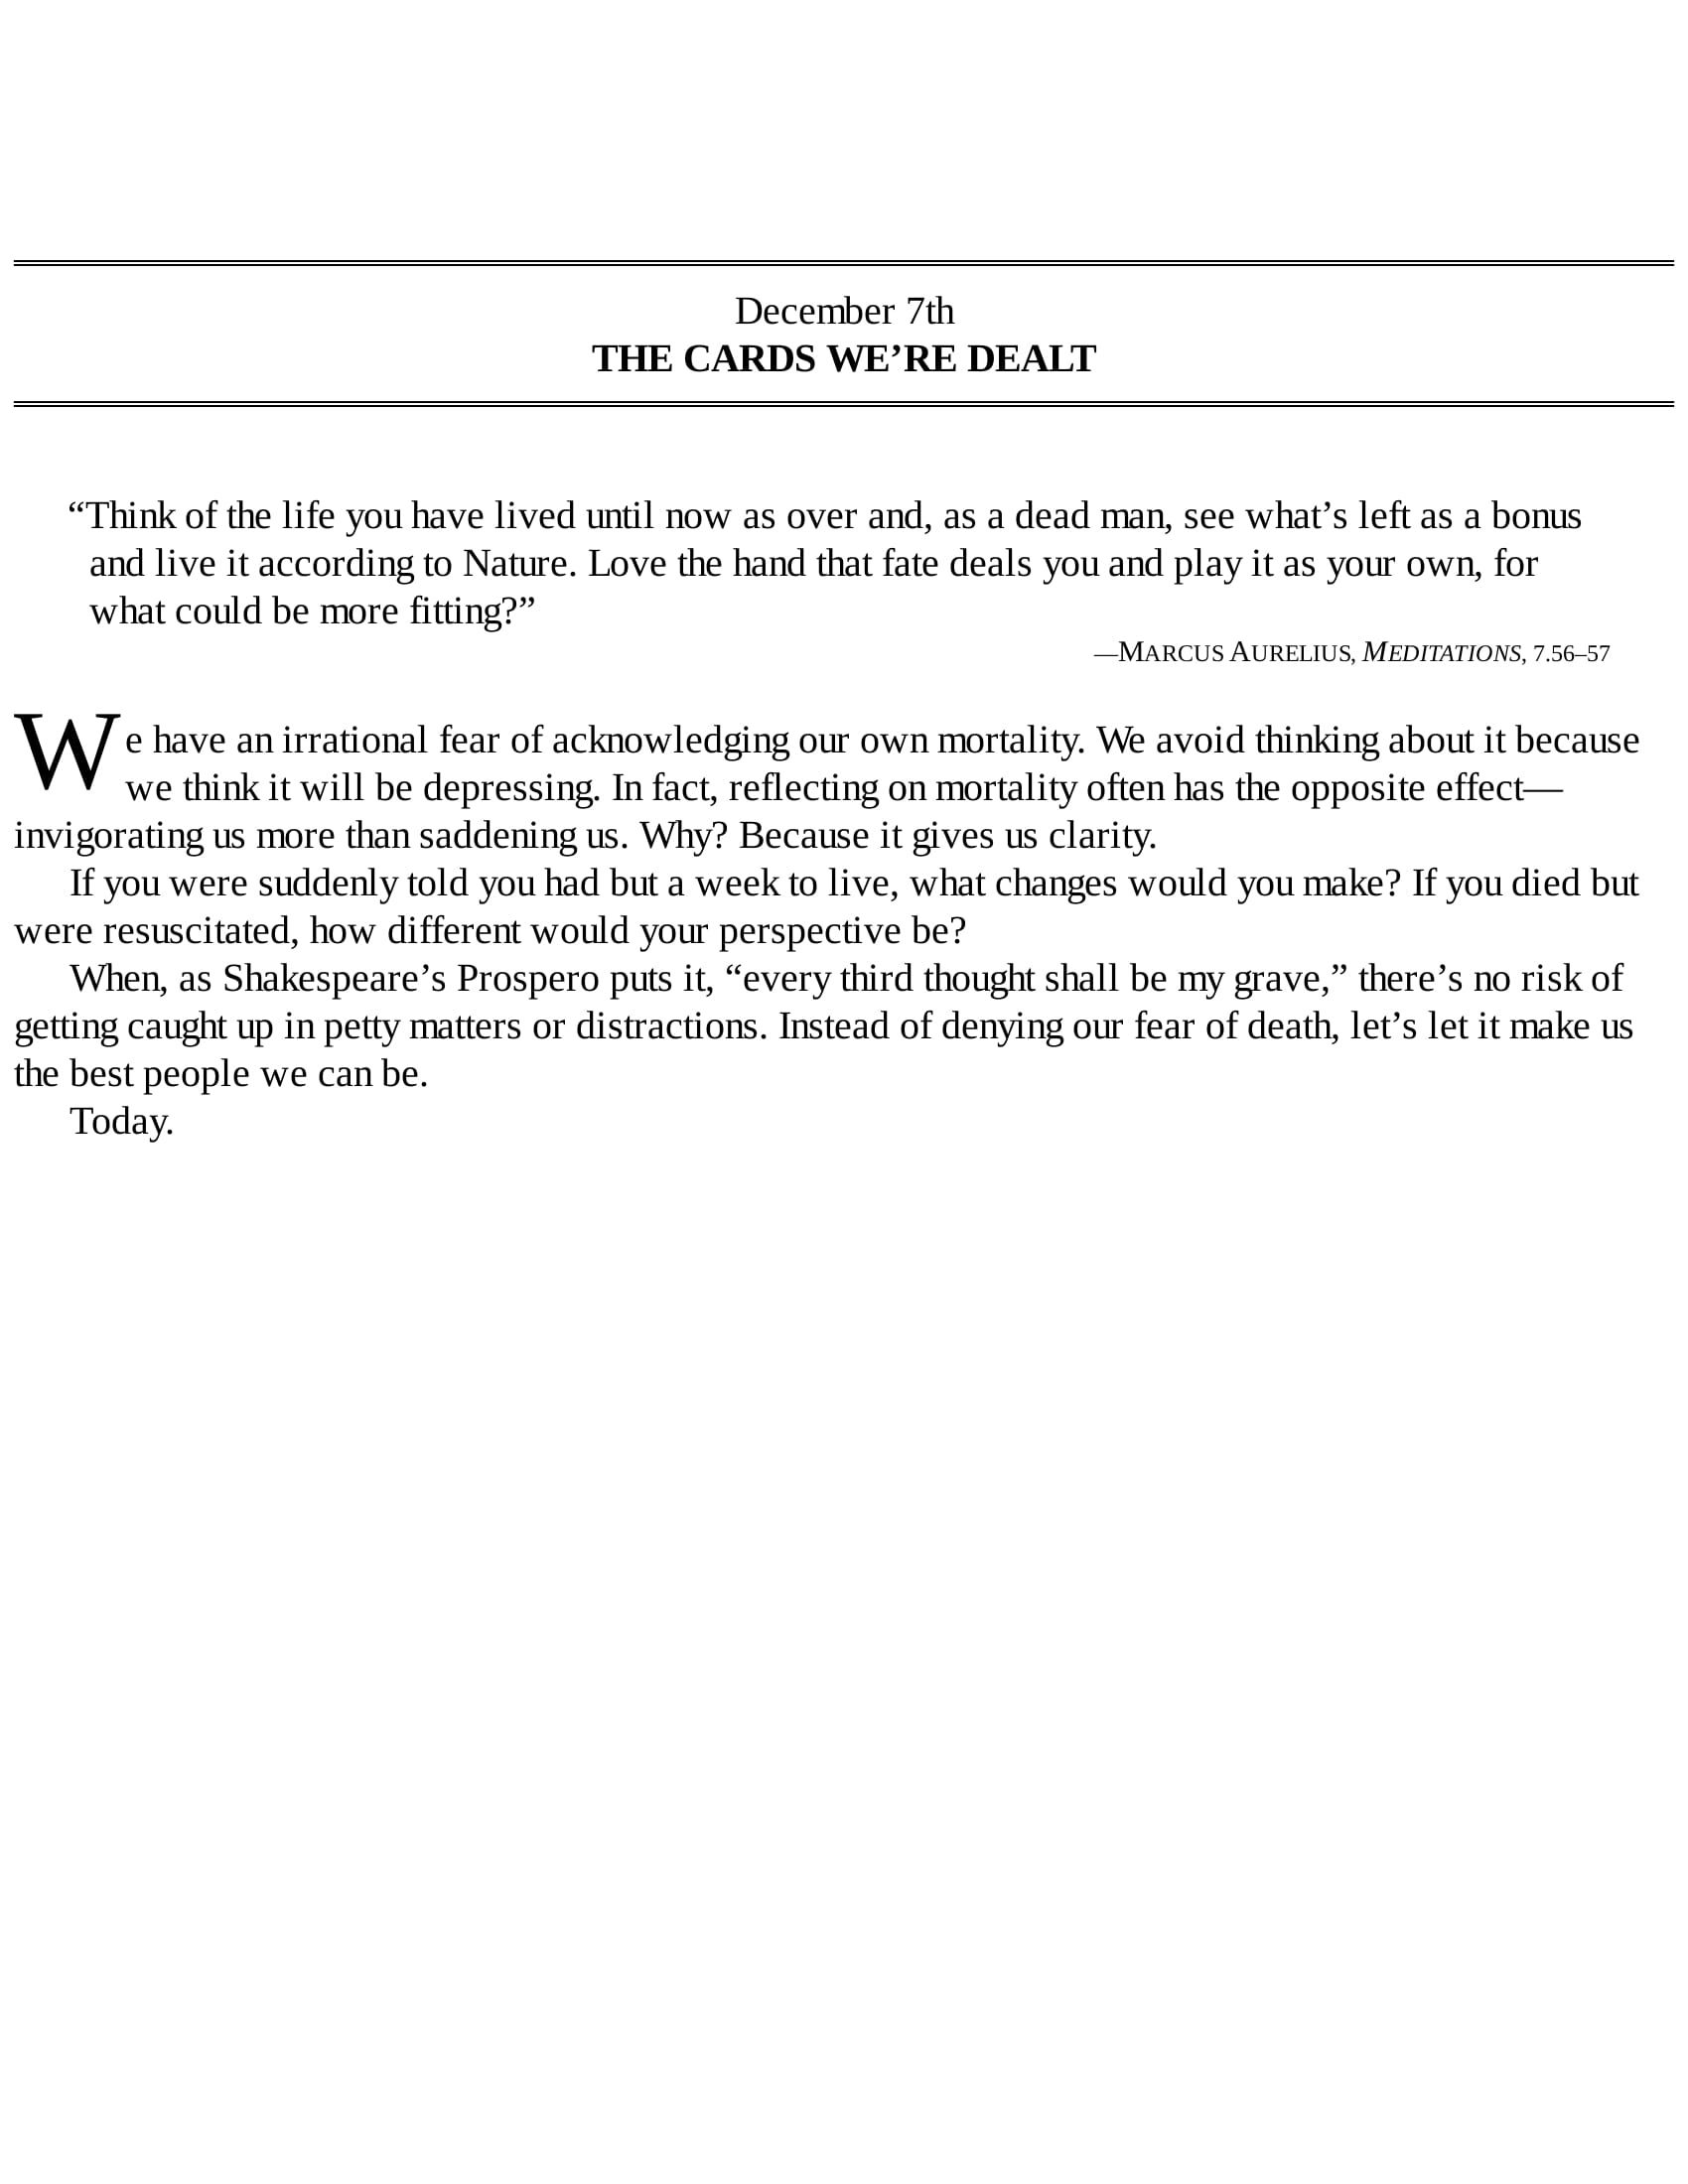 December 7th
THE CARDS WE’RE DEALT
“Think of the life you have lived until now as over and, as a dead man, see what’s left as a bonus
and live it according to Nature. Love the hand that fate deals you and play it as your own, for
what could be more fitting?”
—MARCUS AURELIUS, MEDITATIONS, 7.56–57
We have an irrational fear of acknowledging our own mortality. We avoid thinking about it because
we think it will be depressing. In fact, reflecting on mortality often has the opposite effect—
invigorating us more than saddening us. Why? Because it gives us clarity.
If you were suddenly told you had but a week to live, what changes would you make? If you died but
were resuscitated, how different would your perspective be?
When, as Shakespeare’s Prospero puts it, “every third thought shall be my grave,” there’s no risk of
getting caught up in petty matters or distractions. Instead of denying our fear of death, let’s let it make us
the best people we can be.
Today.